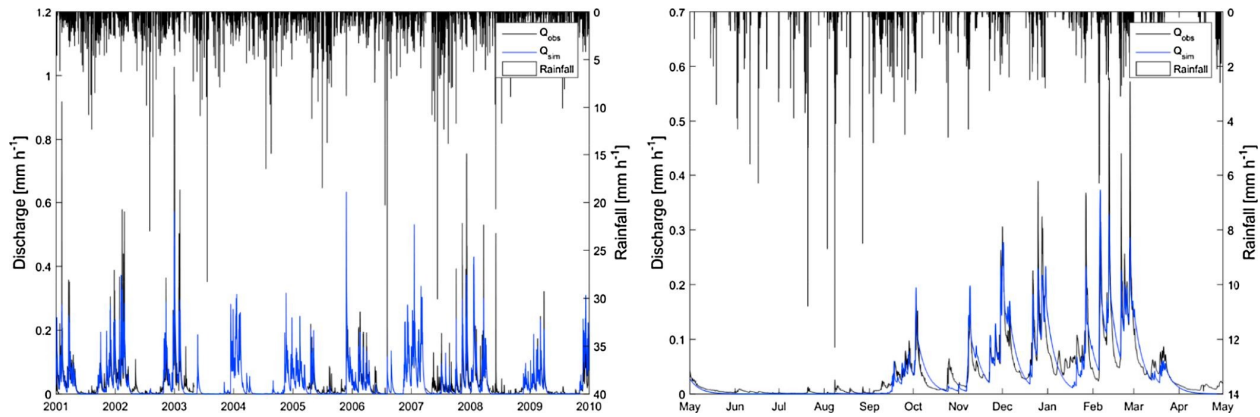 1.2
1
0.8
0.6
0.4
0.2
0
Discharge [mm h-1]
Qobs
Qsim
Rainfall
0
5
10
15
20
25
30
35
40
Rainfall [mm h-1]
2001 2002 2003 2004 2005 2006 2007 2008 2009 2010
0.7
0.6
0.5
0.4
0.3
0.2
0.1
0
Discharge [mm h-1]
Qobs
Qsim
Rainfall
0
2
4
6
8
10
12
14
Rainfall [mm h-1]
May Jun Jul Aug Sep Oct Nov Dec Jan Feb Mar Apr May